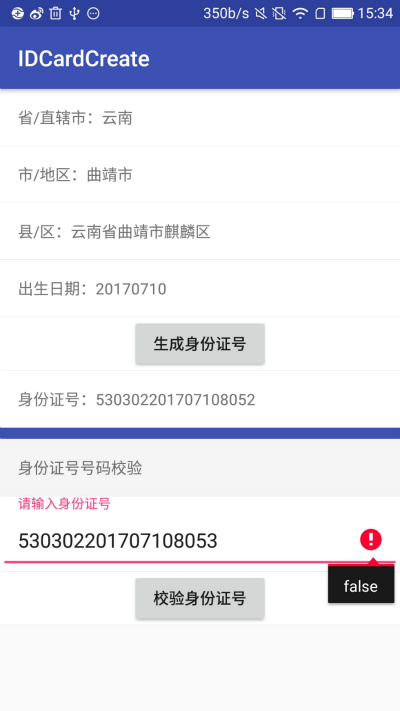 350b/s 15:34
IDCardCreate
省/直辖市：云南
市/地区：曲靖市
县/区：云南省曲靖市麒麟区
出生日期：20170710
生成身份证号
身份证号：530302201707108052
身份证号号码校验
请输入身份证号
530302201707108053
false
校验身份证号